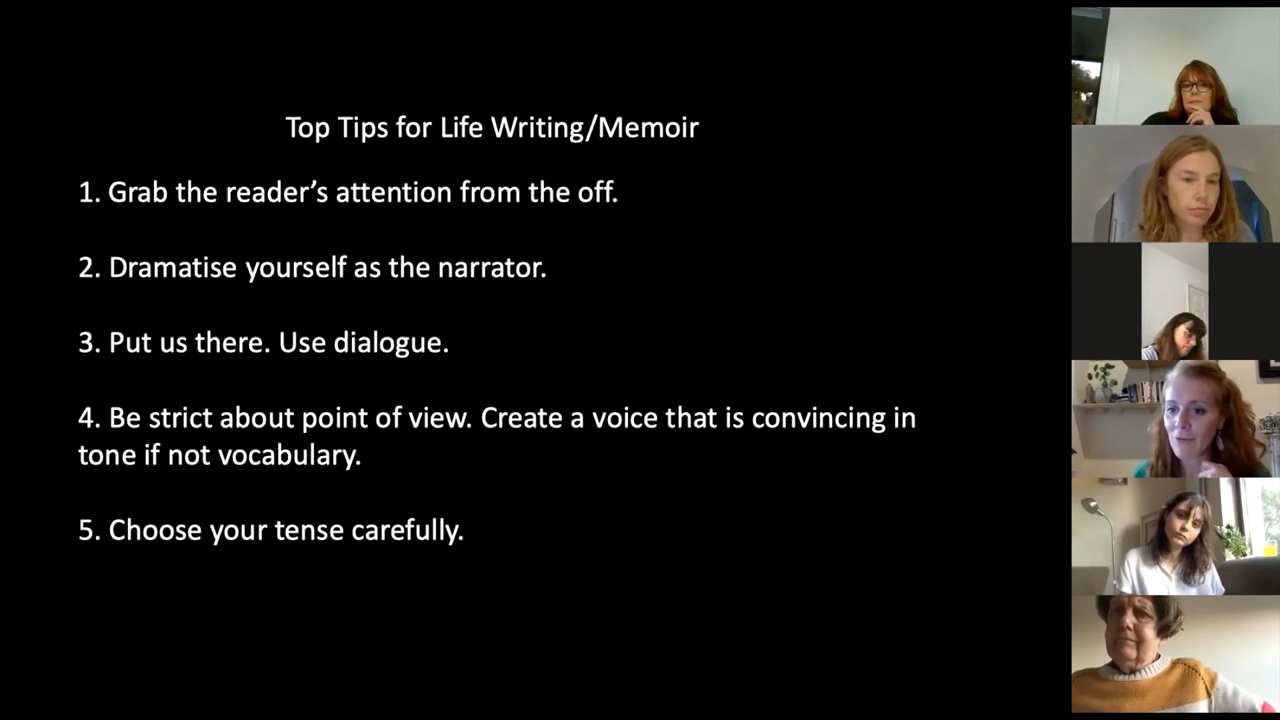 Top Tips for Life Writing/Memoir
1. Grab the reader’s attention from the off.
2. Dramatise yourself as the narrator.
3. Put us there. Use dialogue.
4. Be strict about point of view. Create a voice that is convincing in
tone if not vocabulary.
5. Choose your tense carefully.